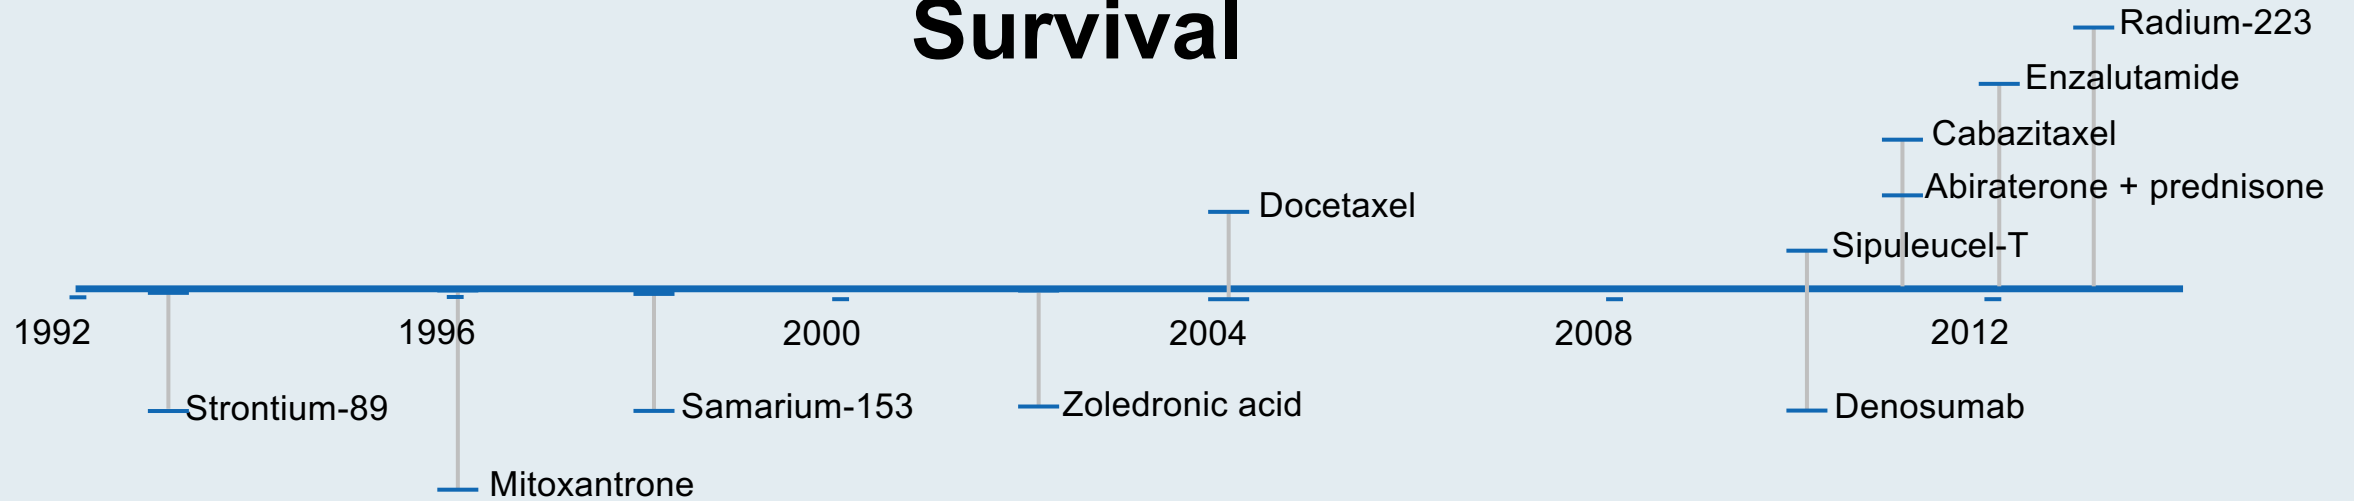 Survival
Radium-223
Enzalutamide
Cabazitaxel
Abiraterone + prednisone
Docetaxel
Sipuleucel-T
1992
1996
2000
2004
2008
2012
Strontium-89
Samarium-153
Zoledronic acid
Denosumab
Mitoxantrone